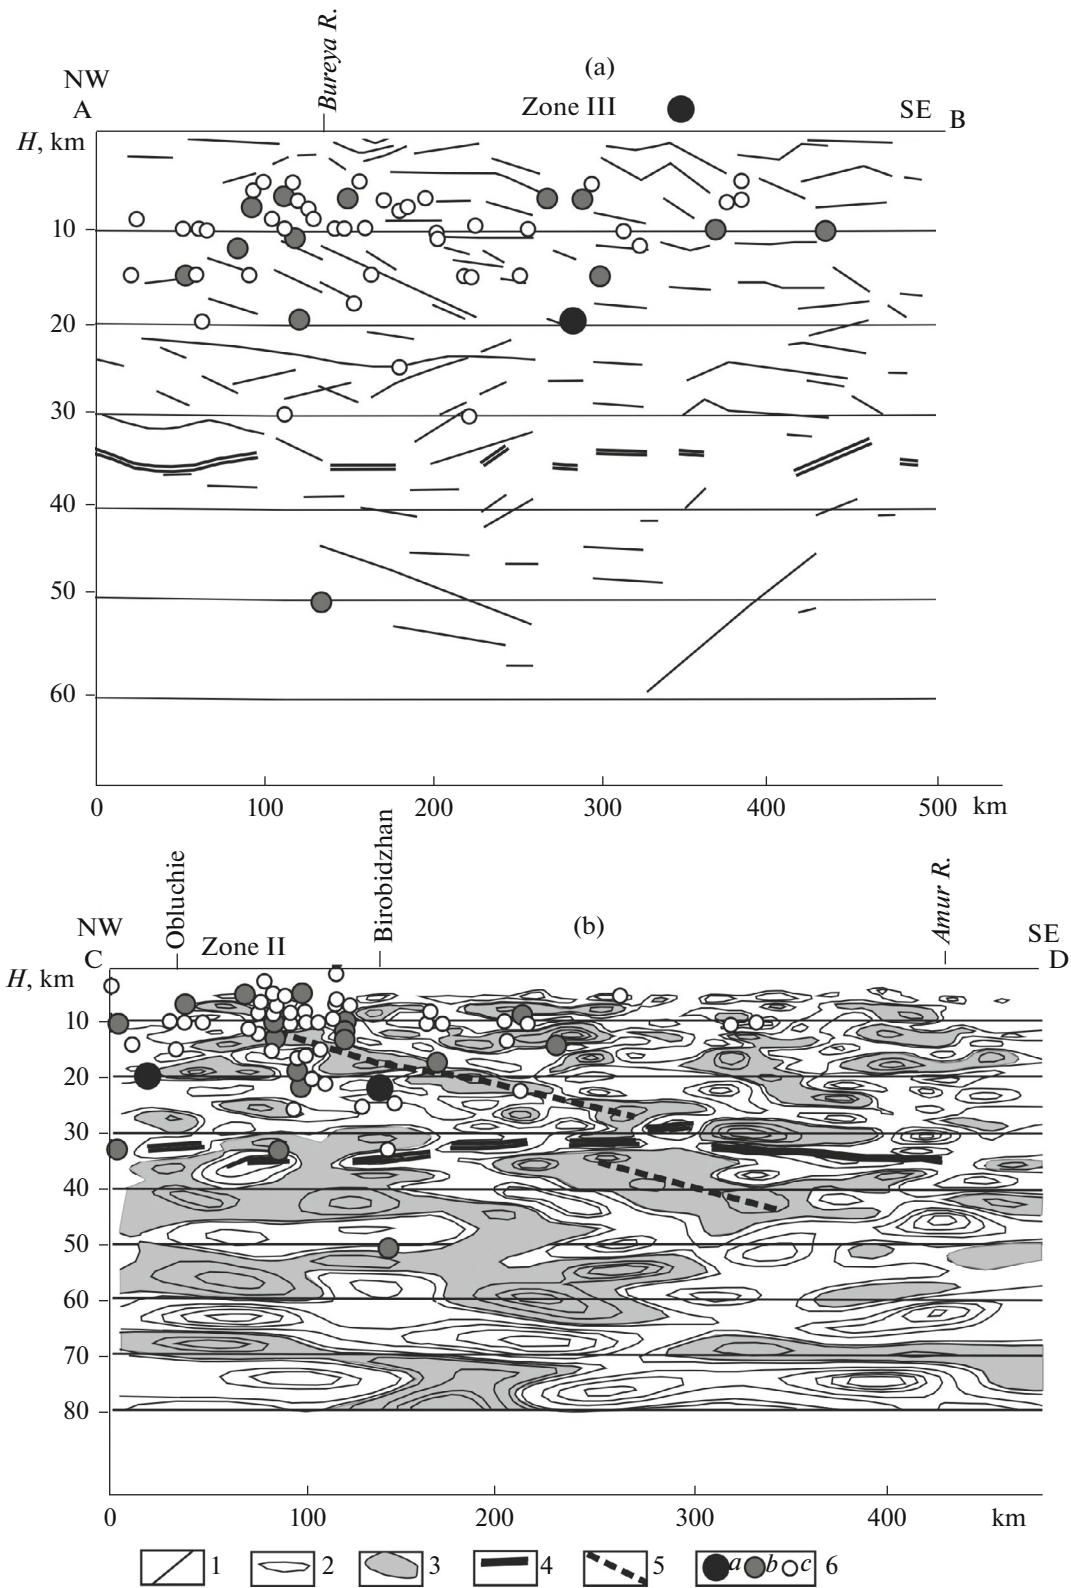 Bureya R.
(a)
NW
A
Zone III
SE
B
H, km
10
20
30
40
50
60
0
100
200
300
400
500
km
Obluchie
Birobidzhan
Amur R.
NW
Zone II
(b)
SE
C
D
H, km
10
20
30
40
50
60
70
80
0
100
200
300
400
km
1
2
3
4
5
a
b
c
6